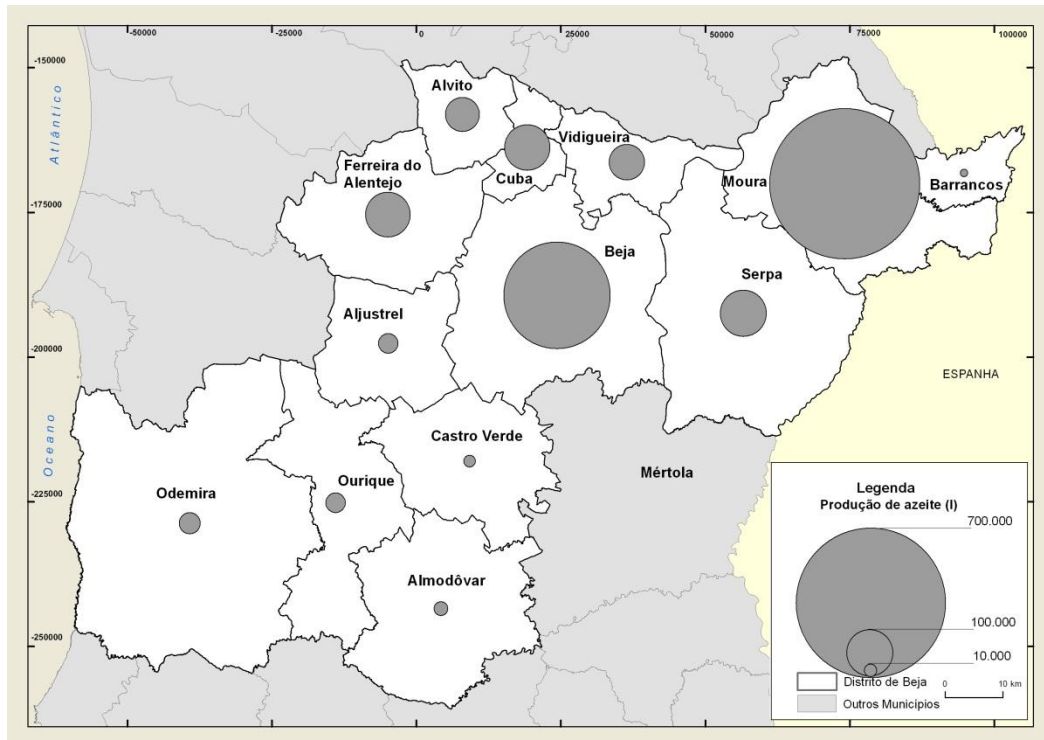 -50000 -25000 0 25000 50000 75000 100000
-150000
-175000
-200000
-225000
-250000
Atlântico
Oceano
Alvito
Vidigueira
Cuba
Ferreira do
Alentejo
Moura
Barrancos
Beja
Serpa
Aljustrel
ESPANHA
Castro Verde
Mértola
Ourique
Odemira
Almodôvar
Legenda
Produção de azeite (l)
700.000
100.000
10.000
Distrito de Beja
0 10 km
Outros Municípios